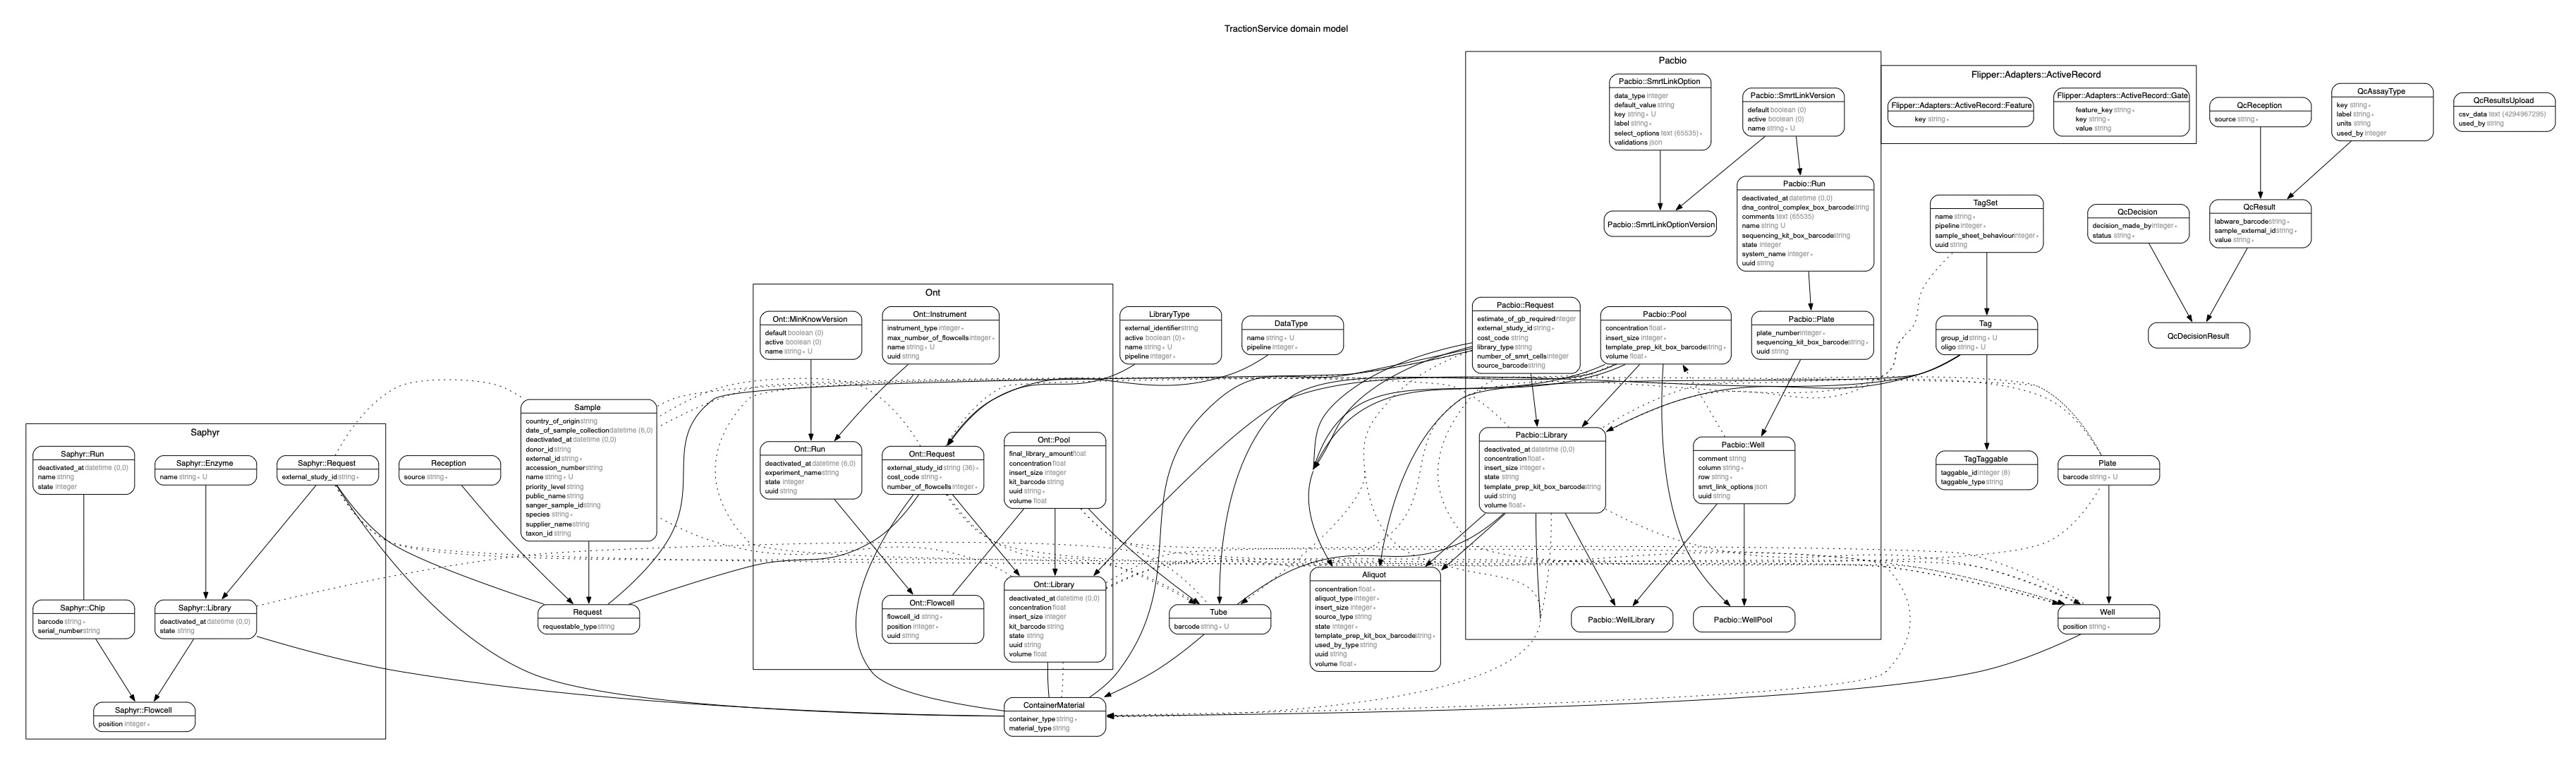 TractionService domain model
Pacbio
Pacbio::SmrtLinkOption
data_type integer
default_value string
key string ∗ U
label string ∗
select_options text (65535) ∗
validations json
Pacbio::SmrtLinkVersion
default boolean (0)
active boolean (0)
name string ∗ U
Pacbio::SmrtLinkOptionVersion
Pacbio::Run
deactivated_at datetime (0,0)
dna_control_complex_box_barcode string
comments text (65535)
name string U
sequencing_kit_box_barcode string
state integer
system_name integer ∗
uuid string
Pacbio::Request
estimate_of_gb_required integer
external_study_id string ∗
cost_code string
library_type string
number_of_smrt_cells integer
source_barcode string
Pacbio::Pool
concentration float ∗
insert_size integer ∗
template_prep_kit_box_barcode string ∗
volume float ∗
Pacbio::Plate
plate_number integer ∗
sequencing_kit_box_barcode string ∗
uuid string
Pacbio::Library
deactivated_at datetime (0,0)
concentration float ∗
insert_size integer ∗
state string
template_prep_kit_box_barcode string
uuid string
volume float ∗
Pacbio::Well
comment string
column string ∗
row string ∗
smrt_link_options json
uuid string
Pacbio::WellLibrary
Pacbio::WellPool
Flipper::Adapters::ActiveRecord
Flipper::Adapters::ActiveRecord::Feature
key string ∗
Flipper::Adapters::ActiveRecord::Gate
feature_key string ∗
key string ∗
value string
QcReception
source string ∗
QcAssayType
key string ∗
label string ∗
units string
used_by integer
QcResultsUpload
csv_data text (4294967295)
used_by string
TagSet
name string ∗
pipeline integer ∗
sample_sheet_behaviour integer ∗
uuid string
QcDecision
decision_made_by integer ∗
status string ∗
QcResult
labware_barcode string ∗
sample_external_id string ∗
value string ∗
Tag
group_id string ∗ U
oligo string ∗ U
QcDecisionResult
TagTaggable
taggable_id integer (8)
taggable_type string
Plate
barcode string ∗ U
Well
position string ∗
Ont
Ont::MinKnowVersion
default boolean (0)
active boolean (0)
name string ∗ U
Ont::Instrument
instrument_type integer ∗
max_number_of_flowcells integer ∗
name string ∗ U
uuid string
Ont::Run
deactivated_at datetime (6,0)
experiment_name string
state integer
uuid string
Ont::Request
external_study_id string (36) ∗
cost_code string ∗
number_of_flowcells integer ∗
Ont::Pool
final_library_amount float
concentration float
insert_size integer
kit_barcode string
uuid string ∗
volume float
Ont::Flowcell
flowcell_id string ∗
position integer ∗
uuid string
Ont::Library
deactivated_at datetime (0,0)
concentration float
insert_size integer
kit_barcode string
state string
uuid string
volume float
LibraryType
external_identifier string
active boolean (0) ∗
name string ∗ U
pipeline integer ∗
DataType
name string ∗ U
pipeline integer ∗
Saphyr
Saphyr::Run
deactivated_at datetime (0,0)
name string
state integer
Saphyr::Enzyme
name string ∗ U
Saphyr::Request
external_study_id string ∗
Saphyr::Chip
barcode string ∗
serial_number string
Saphyr::Library
deactivated_at datetime (0,0)
state string
Saphyr::Flowcell
position integer ∗
Reception
source string ∗
Sample
country_of_origin string
date_of_sample_collection datetime (6,0)
deactivated_at datetime (0,0)
donor_id string
external_id string ∗
accession_number string
name string ∗ U
priority_level string
public_name string
sanger_sample_id string
species string ∗
supplier_name string
taxon_id string
Request
requestable_type string
Tube
barcode string ∗ U
Aliquot
concentration float ∗
aliquot_type integer ∗
insert_size integer ∗
source_type string
state integer ∗
template_prep_kit_box_barcode string ∗
used_by_type string
uuid string
volume float ∗
ContainerMaterial
container_type string ∗
material_type string